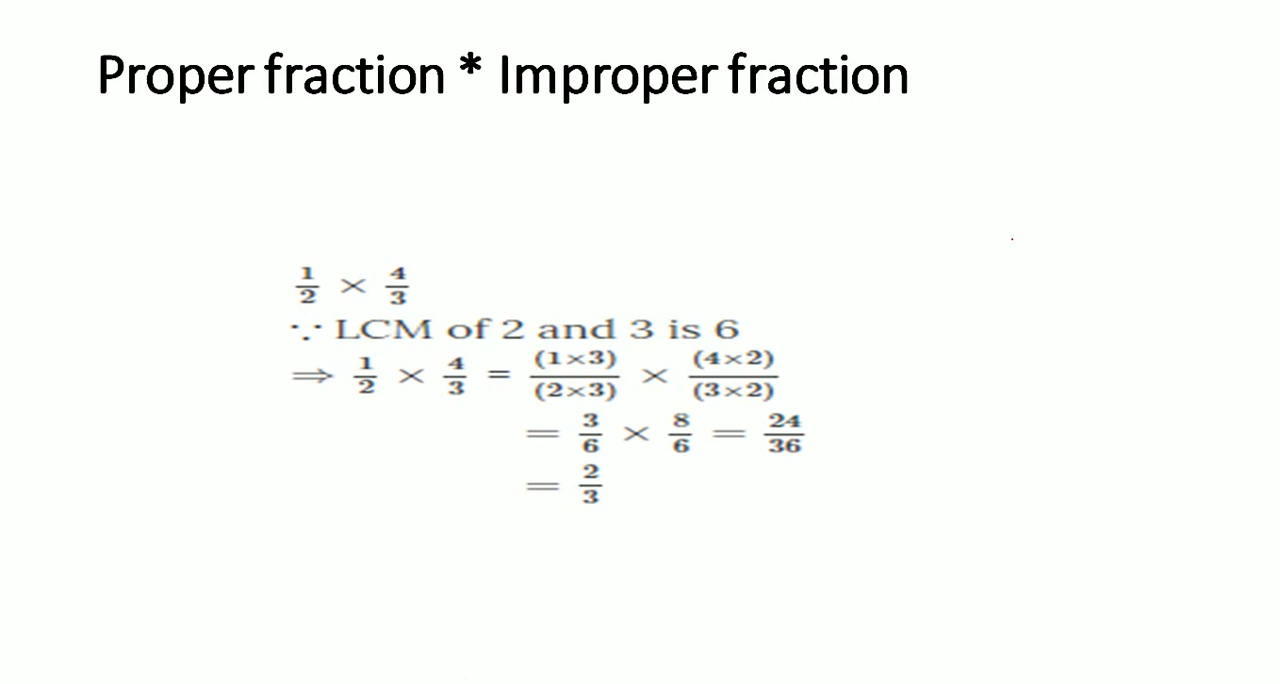 Proper fraction * Improper fraction
1/2 × 4/3
∵ LCM of 2 and 3 is 6
⇒ 1/2 × 4/3 = (1×3)/(2×3) × (4×2)/(3×2)
= 3/6 × 8/6 = 24/36
= 2/3